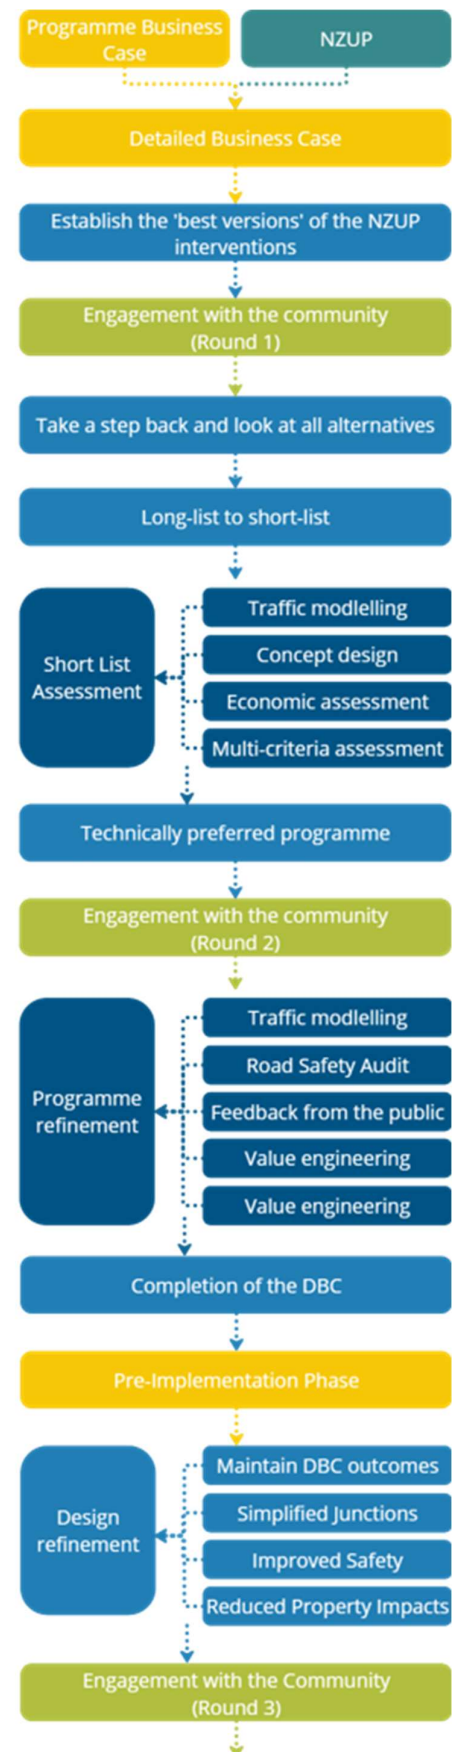 Programme Business
Case
NZUP
Detailed Business Case
Establish the 'best versions' of the NZUP
interventions
Engagement with the community
(Round 1)
Take a step back and look at all alternatives
Long-list to short-list
Short List
Assessment
Traffic modlelling
Concept design
Economic assessment
Multi-criteria assessment
Technically preferred programme
Engagement with the community
(Round 2)
Programme
refinement
Traffic modlelling
Road Safety Audit
Feedback from the public
Value engineering
Value engineering
Completion of the DBC
Pre-Implementation Phase
Design
refinement
Maintain DBC outcomes
Simplified Junctions
Improved Safety
Reduced Property Impacts
Engagement with the Community
(Round 3)